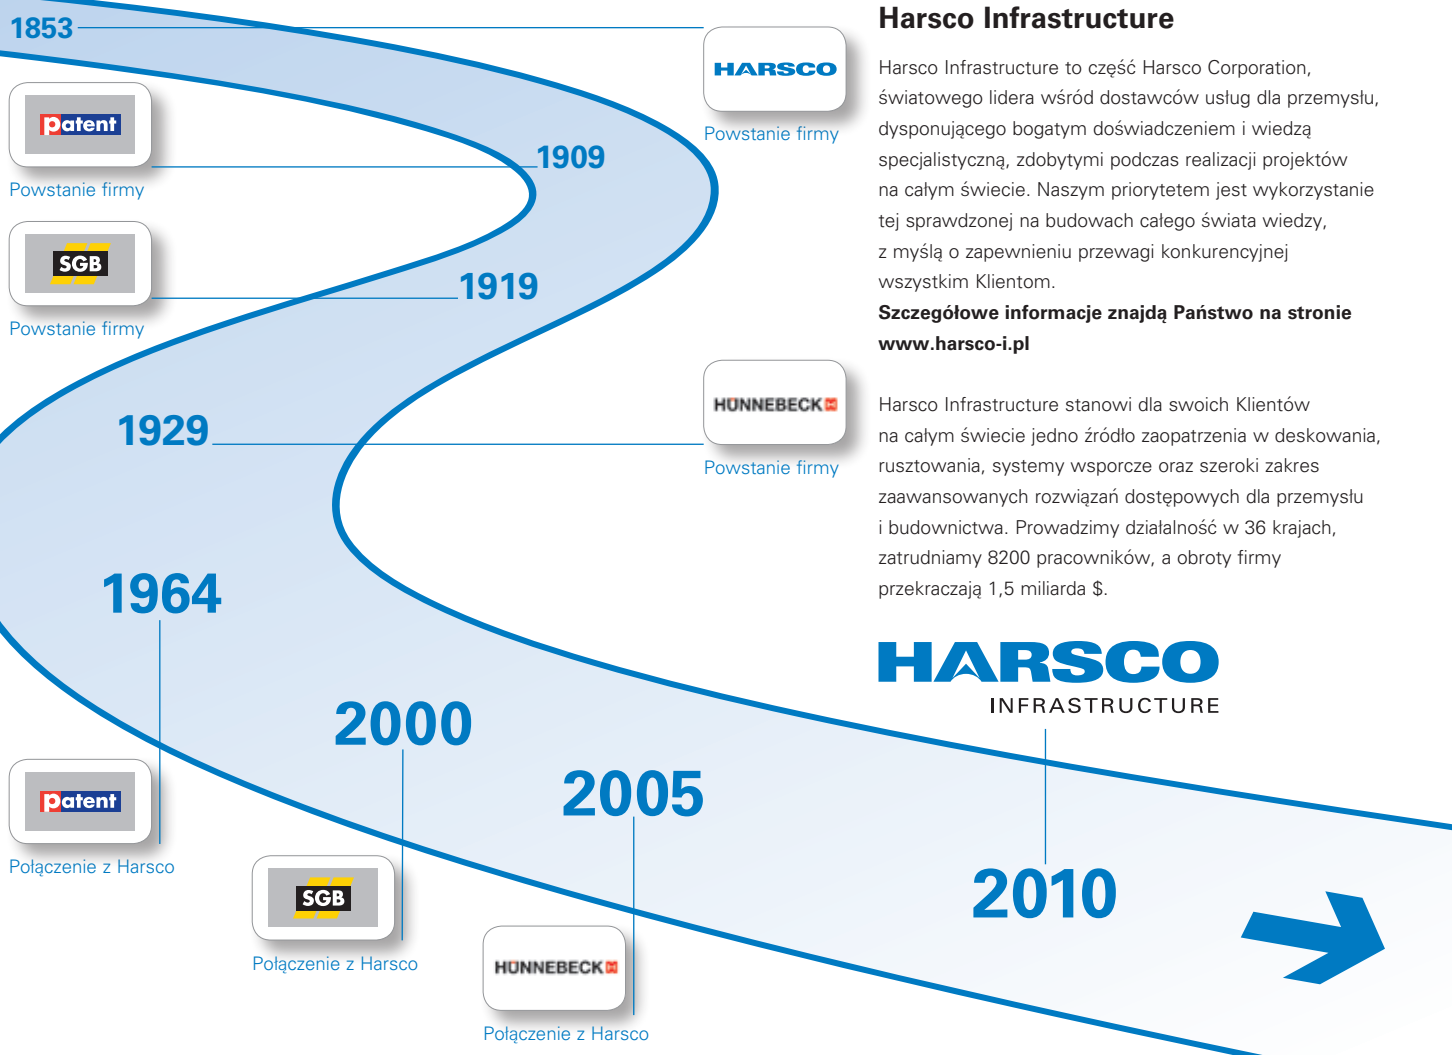 1853
HARSCO
Powstanie firmy
patent
Powstanie firmy
1909
SGB
Powstanie firmy
1919
1929
HÜNNEBECK
Powstanie firmy
1964
patent
Połączenie z Harsco
2000
SGB
Połączenie z Harsco
2005
HÜNNEBECK
Połączenie z Harsco
Harsco Infrastructure
Harsco Infrastructure to część Harsco Corporation,
światowego lidera wśród dostawców usług dla przemysłu,
dysponującego bogatym doświadczeniem i wiedzą
specjalistyczną, zdobytymi podczas realizacji projektów
na całym świecie. Naszym priorytetem jest wykorzystanie
tej sprawdzonej na budowach całego świata wiedzy,
z myślą o zapewnieniu przewagi konkurencyjnej
wszystkim Klientom.
Szczegółowe informacje znajdą Państwo na stronie
www.harsco-i.pl
Harsco Infrastructure stanowi dla swoich Klientów
na całym świecie jedno źródło zaopatrzenia w deskowania,
rusztowania, systemy wsporcze oraz szeroki zakres
zaawansowanych rozwiązań dostępowych dla przemysłu
i budownictwa. Prowadzimy działalność w 36 krajach,
zatrudniamy 8200 pracowników, a obroty firmy
przekraczają 1,5 miliarda $.
HARSCO
INFRASTRUCTURE
2010